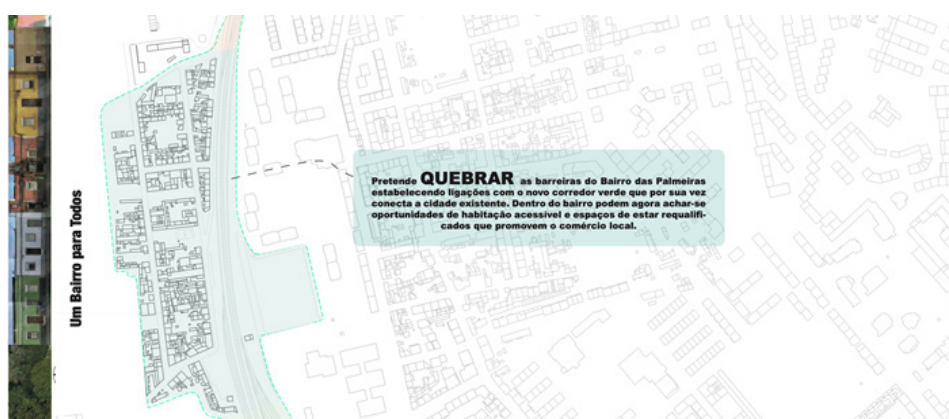 Um Bairro para Todos
Pretende QUEBRAR as barreiras do Bairro das Palmeiras
estabelecendo ligações com o novo corredor verde que por sua vez
conecta a cidade existente. Dentro do bairro podem agora achar-se
oportunidades de habitação acessível e espaços de estar requalifi-
cados que promovem o comércio local.